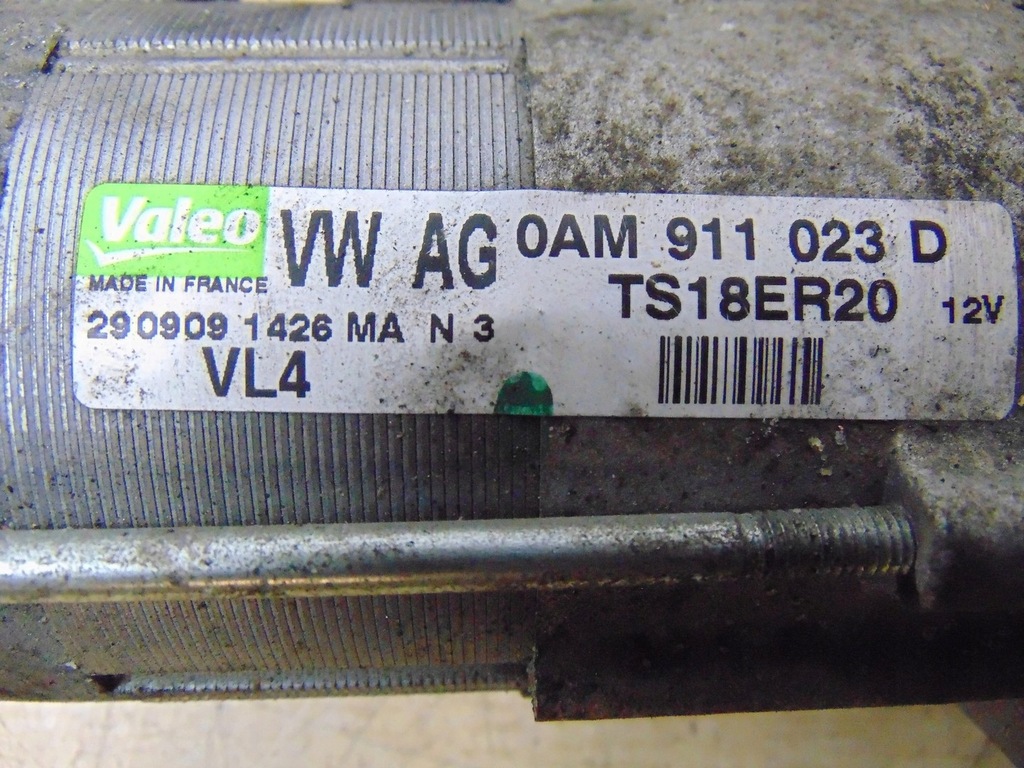 Valeo VW AG 0AM 911 023 D
MADE IN FRANCE TS18ER20 12V
290909 1426 MA N 3
VL4